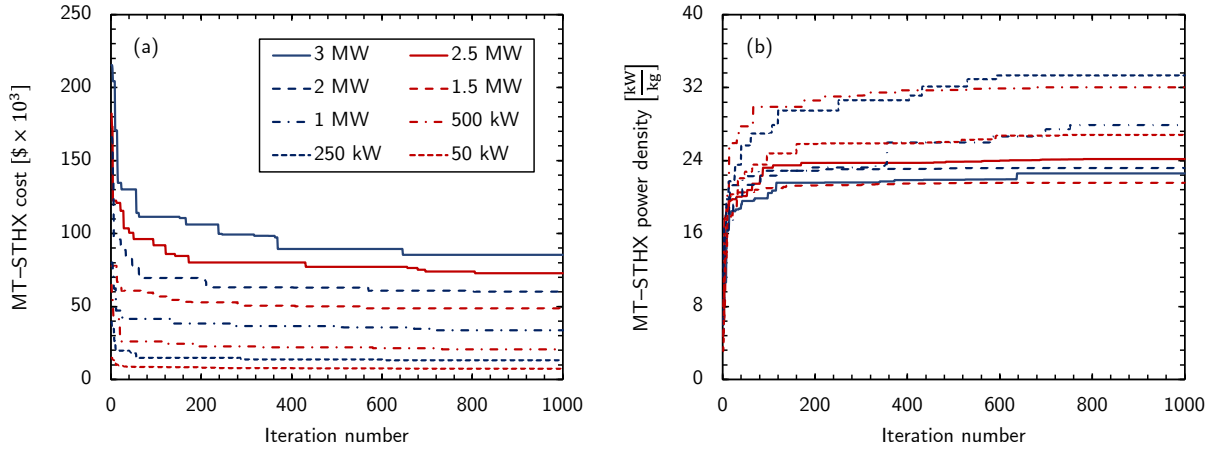 (a)
MT–STHX cost [$ × 10³]
250
200
150
100
50
0
3 MW
2.5 MW
2 MW
1.5 MW
1 MW
500 kW
250 kW
50 kW
0 200 400 600 800 1000
Iteration number
(b)
MT–STHX power density [kW/kg]
40
32
24
16
8
0
0 200 400 600 800 1000
Iteration number